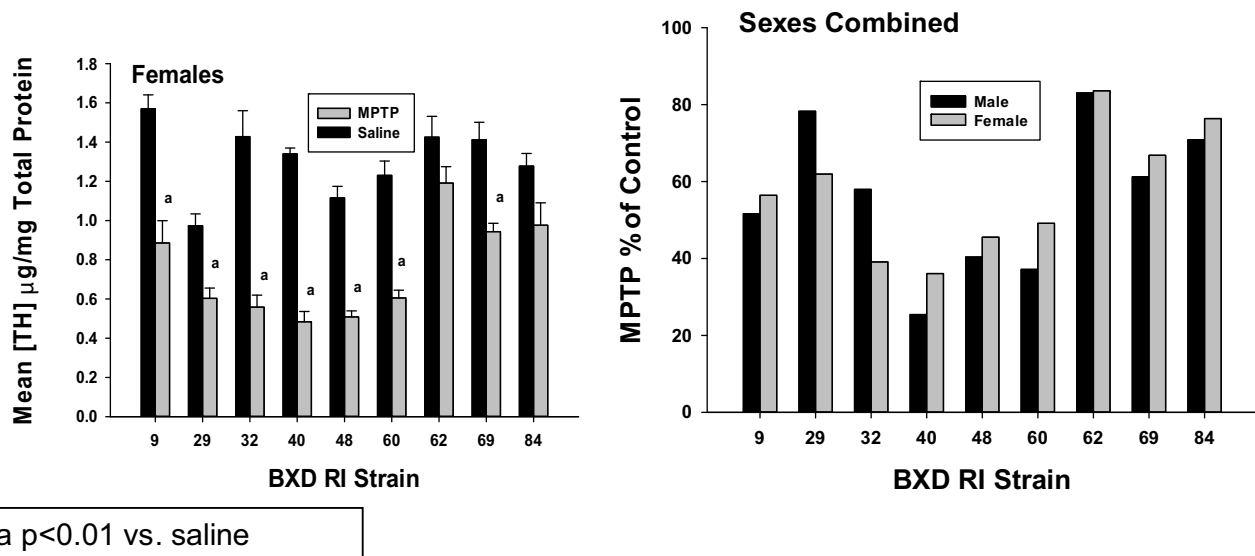 Females
MPTP
Saline
Mean [TH] μg/mg Total Protein
1.8
1.6
1.4
1.2
1.0
0.8
0.6
0.4
0.2
0.0
a
a
a
a
a
a
a
9 29 32 40 48 60 62 69 84
BXD RI Strain
a p<0.01 vs. saline
Sexes Combined
Male
Female
MPTP % of Control
100
80
60
40
20
0
9 29 32 40 48 60 62 69 84
BXD RI Strain